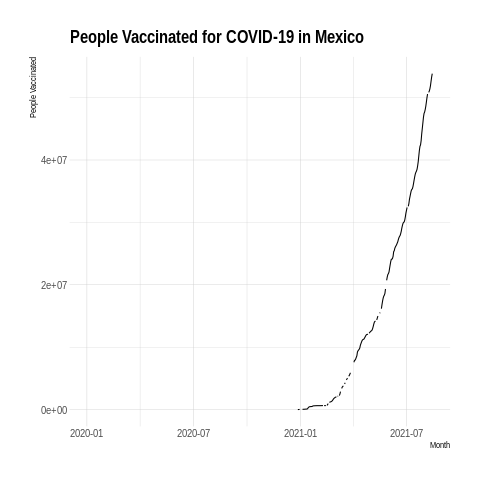 People Vaccinated for COVID-19 in Mexico
People Vaccinated
4e+07
2e+07
0e+00
2020-01 2020-07 2021-01 2021-07
Month